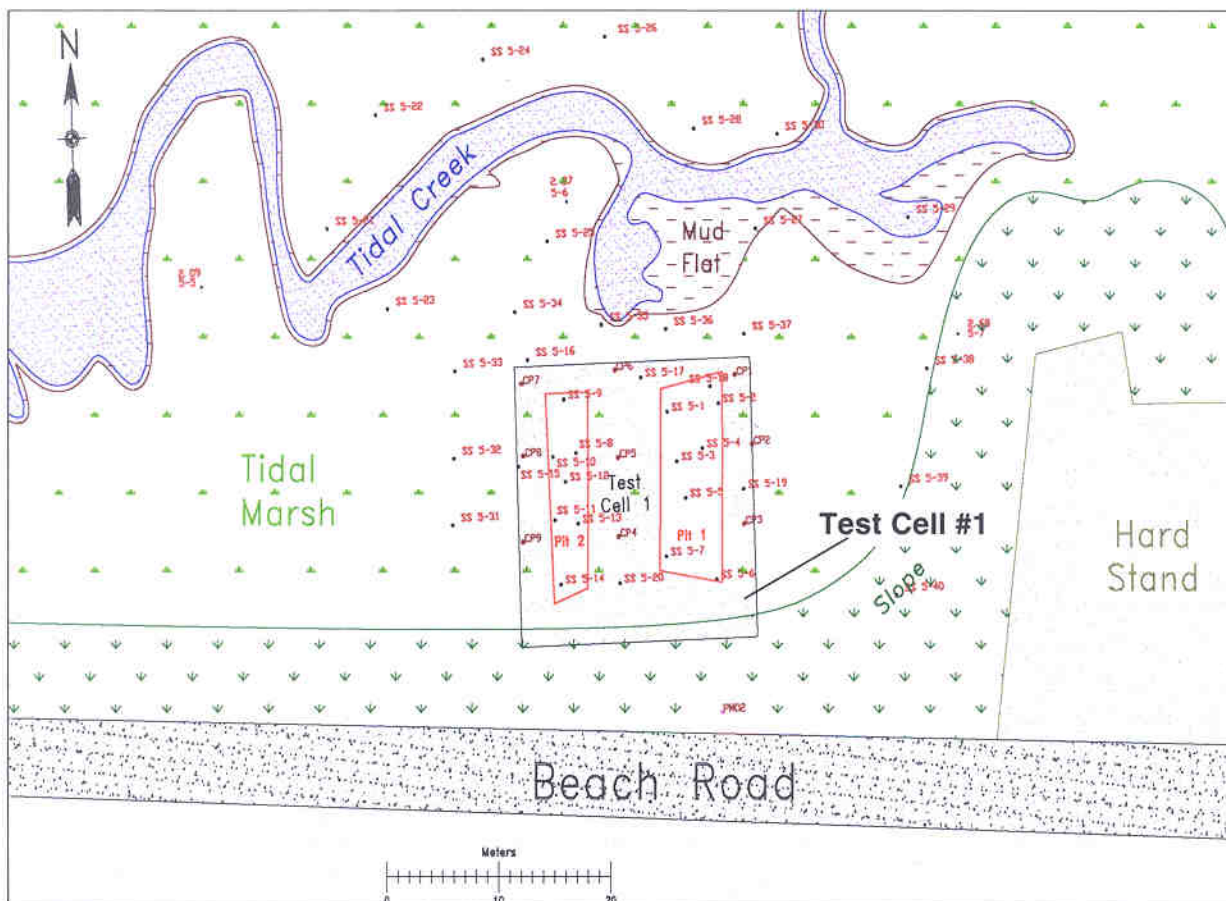 N
SS 5-26
SS 5-24
SS 5-22
SS 5-28
SS 5-30
Tidal Creek
5-6
SS 5-29
SS 5-27
SS 5-25
Mud
Flat
5-5
SS 5-23
SS 5-34
SS 5-35
SS 5-36
SS 5-37
5-7
SS 5-38
SS 5-33
SS 5-16
CP6
SS 5-17
SS 5-18
CP1
CP7
SS 5-9
SS 5-1
SS 5-2
SS 5-32
CP8
SS 5-8
SS 5-10
CP5
SS 5-4
CP2
SS 5-3
SS 5-15
SS 5-12
Test
Cell 1
SS 5-5
SS 5-19
SS 5-39
Tidal
Marsh
SS 5-31
SS 5-11
SS 5-13
CP3
Test Cell #1
CP9
Pit 2
CP4
Pit 1
Hard
Stand
SS 5-7
SS 5-14
SS 5-20
SS 5-6
Slope
SS 5-40
PM02
Beach Road
Meters
0 10 20